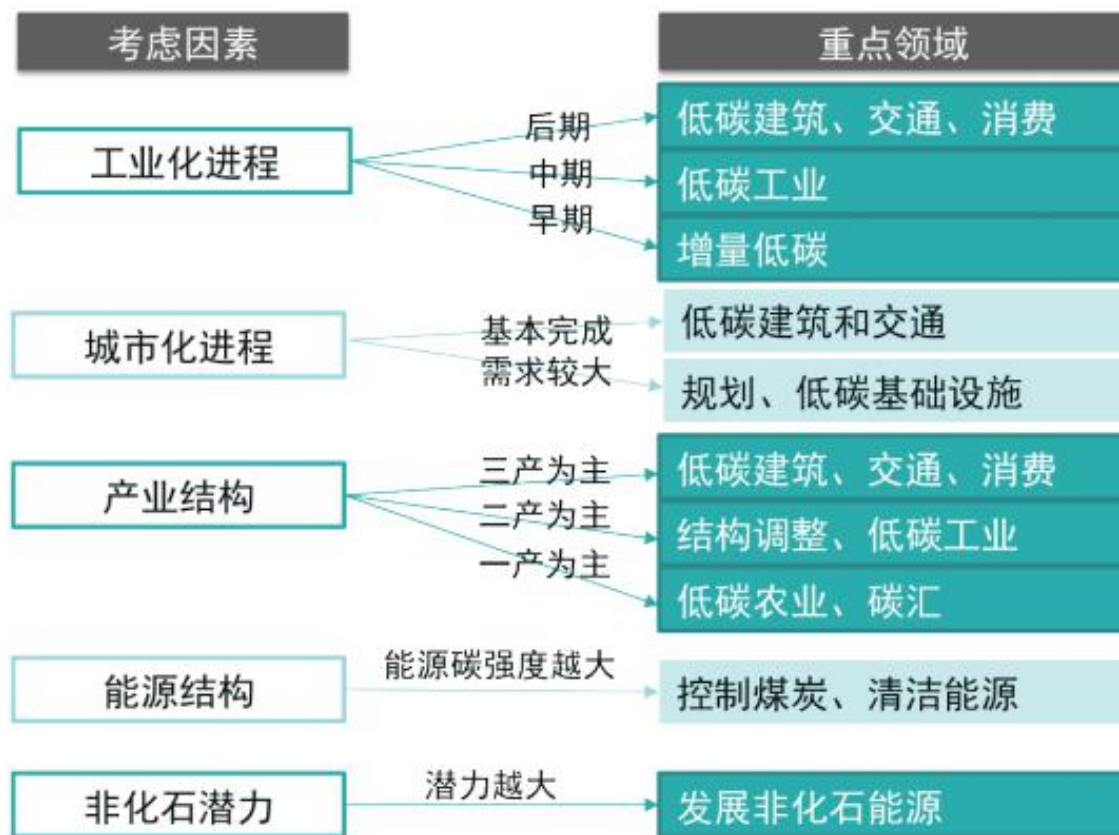 考虑因素
重点领域
工业化进程
后期
低碳建筑、交通、消费
中期
低碳工业
早期
增量低碳
城市化进程
基本完成
低碳建筑和交通
需求较大
规划、低碳基础设施
产业结构
三产为主
低碳建筑、交通、消费
二产为主
结构调整、低碳工业
一产为主
低碳农业、碳汇
能源结构
能源碳强度越大
控制煤炭、清洁能源
非化石潜力
潜力越大
发展非化石能源